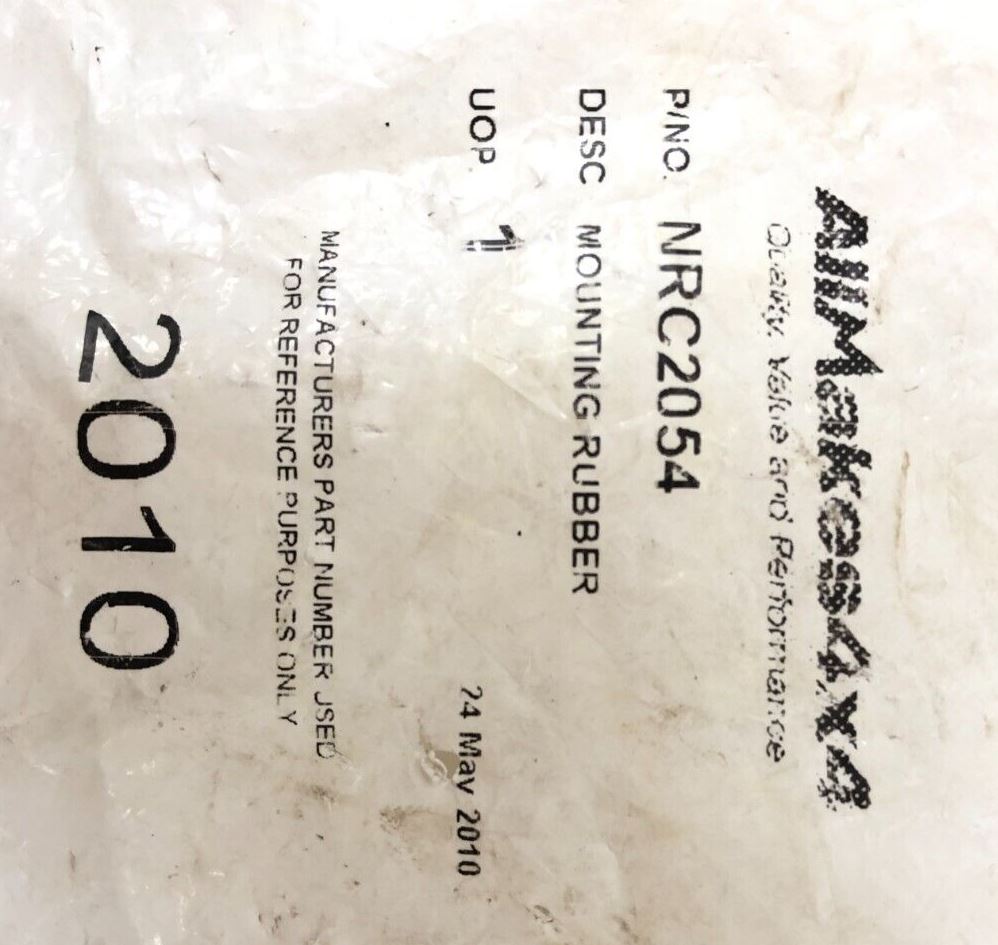 AllMakes4x4
Quality, Value and Performance
P/NO. NRC2054
DESC MOUNTING RUBBER
UOP 1 24 May 2010
MANUFACTURERS PART NUMBER USED
FOR REFERENCE PURPOSES ONLY
2010